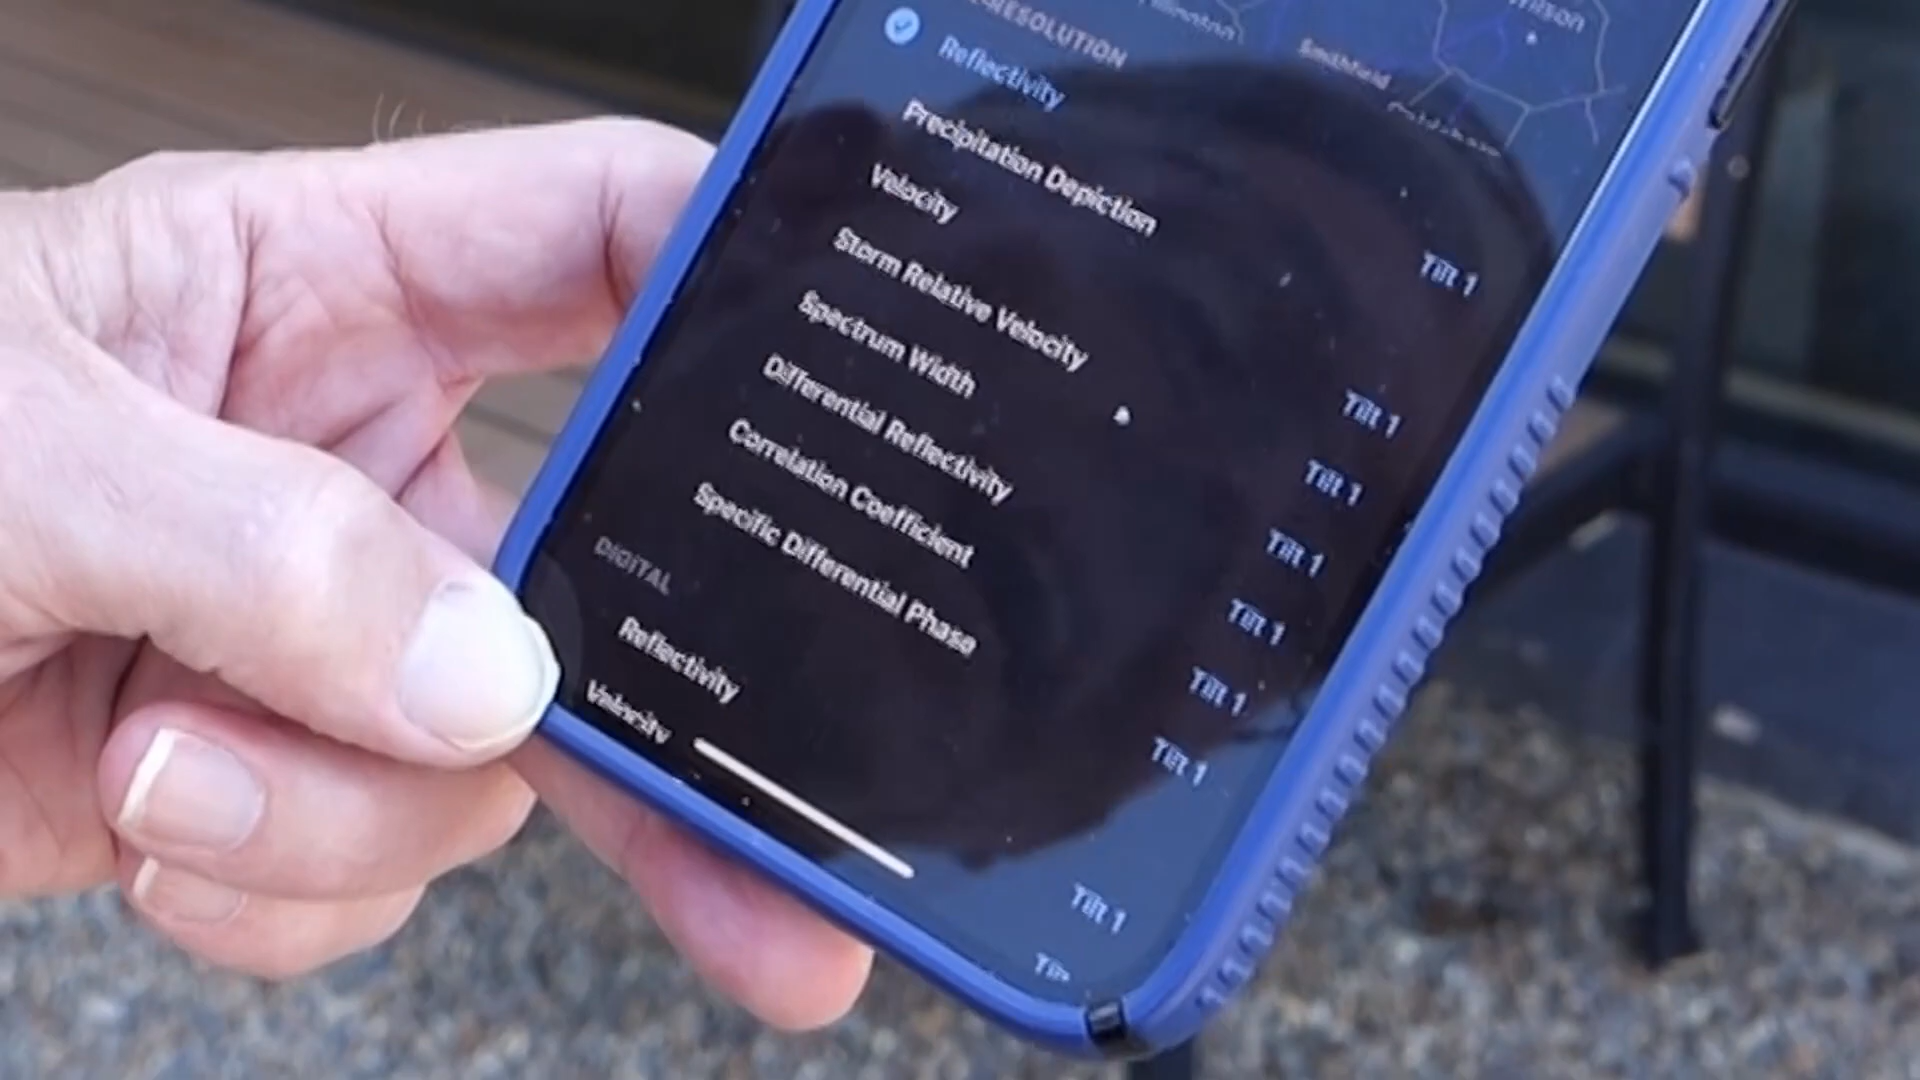 Wilson
Smithfield
RESOLUTION
Reflectivity Tilt 1
Precipitation Depiction
Velocity Tilt 1
Storm Relative Velocity Tilt 1
Spectrum Width Tilt 1
Differential Reflectivity Tilt 1
Correlation Coefficient Tilt 1
Specific Differential Phase Tilt 1
DIGITAL
Reflectivity Tilt 1
Velocity